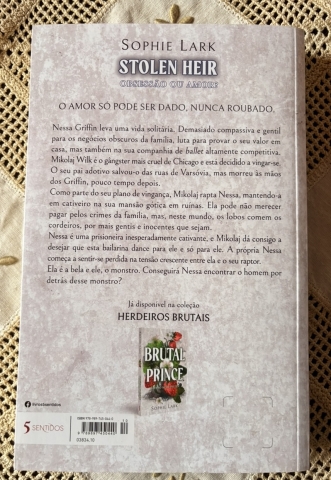 SOPHIE LARK
STOLEN HEIR
OBSESSÃO OU AMOR?
O AMOR SÓ PODE SER DADO, NUNCA ROUBADO.
Nessa Griffin leva uma vida solitária. Demasiado compassiva e gentil
para os negócios obscuros da família, luta para provar o seu valor em
casa, mas também na sua companhia de ballet altamente competitiva.
Mikolaj Wilk é o gângster mais cruel de Chicago e está decidido a vingar-se.
O seu pai adotivo salvou-o das ruas de Varsóvia, mas morreu às mãos
dos Griffin, pouco tempo depois.
Como parte do seu plano de vingança, Mikolaj rapta Nessa, mantendo-a
em cativeiro na sua mansão gótica em ruínas. Ela pode não merecer
pagar pelos crimes da família, mas, neste mundo, os lobos comem os
cordeiros, por mais gentis e inocentes que sejam.
Nessa é uma prisioneira inesperadamente cativante, e Mikolaj dá consigo a
desejar que esta bailarina dance para ele e só para ele. A própria Nessa
começa a sentir-se perdida na tensão crescente entre ela e o seu raptor.
Ela é a bela e ele, o monstro. Conseguirá Nessa encontrar o homem por
detrás desse monstro?
Já disponível na coleção
HERDEIROS BRUTAIS
BRUTAL
PRINCE
SOPHIE LARK
5
SENTIDOS